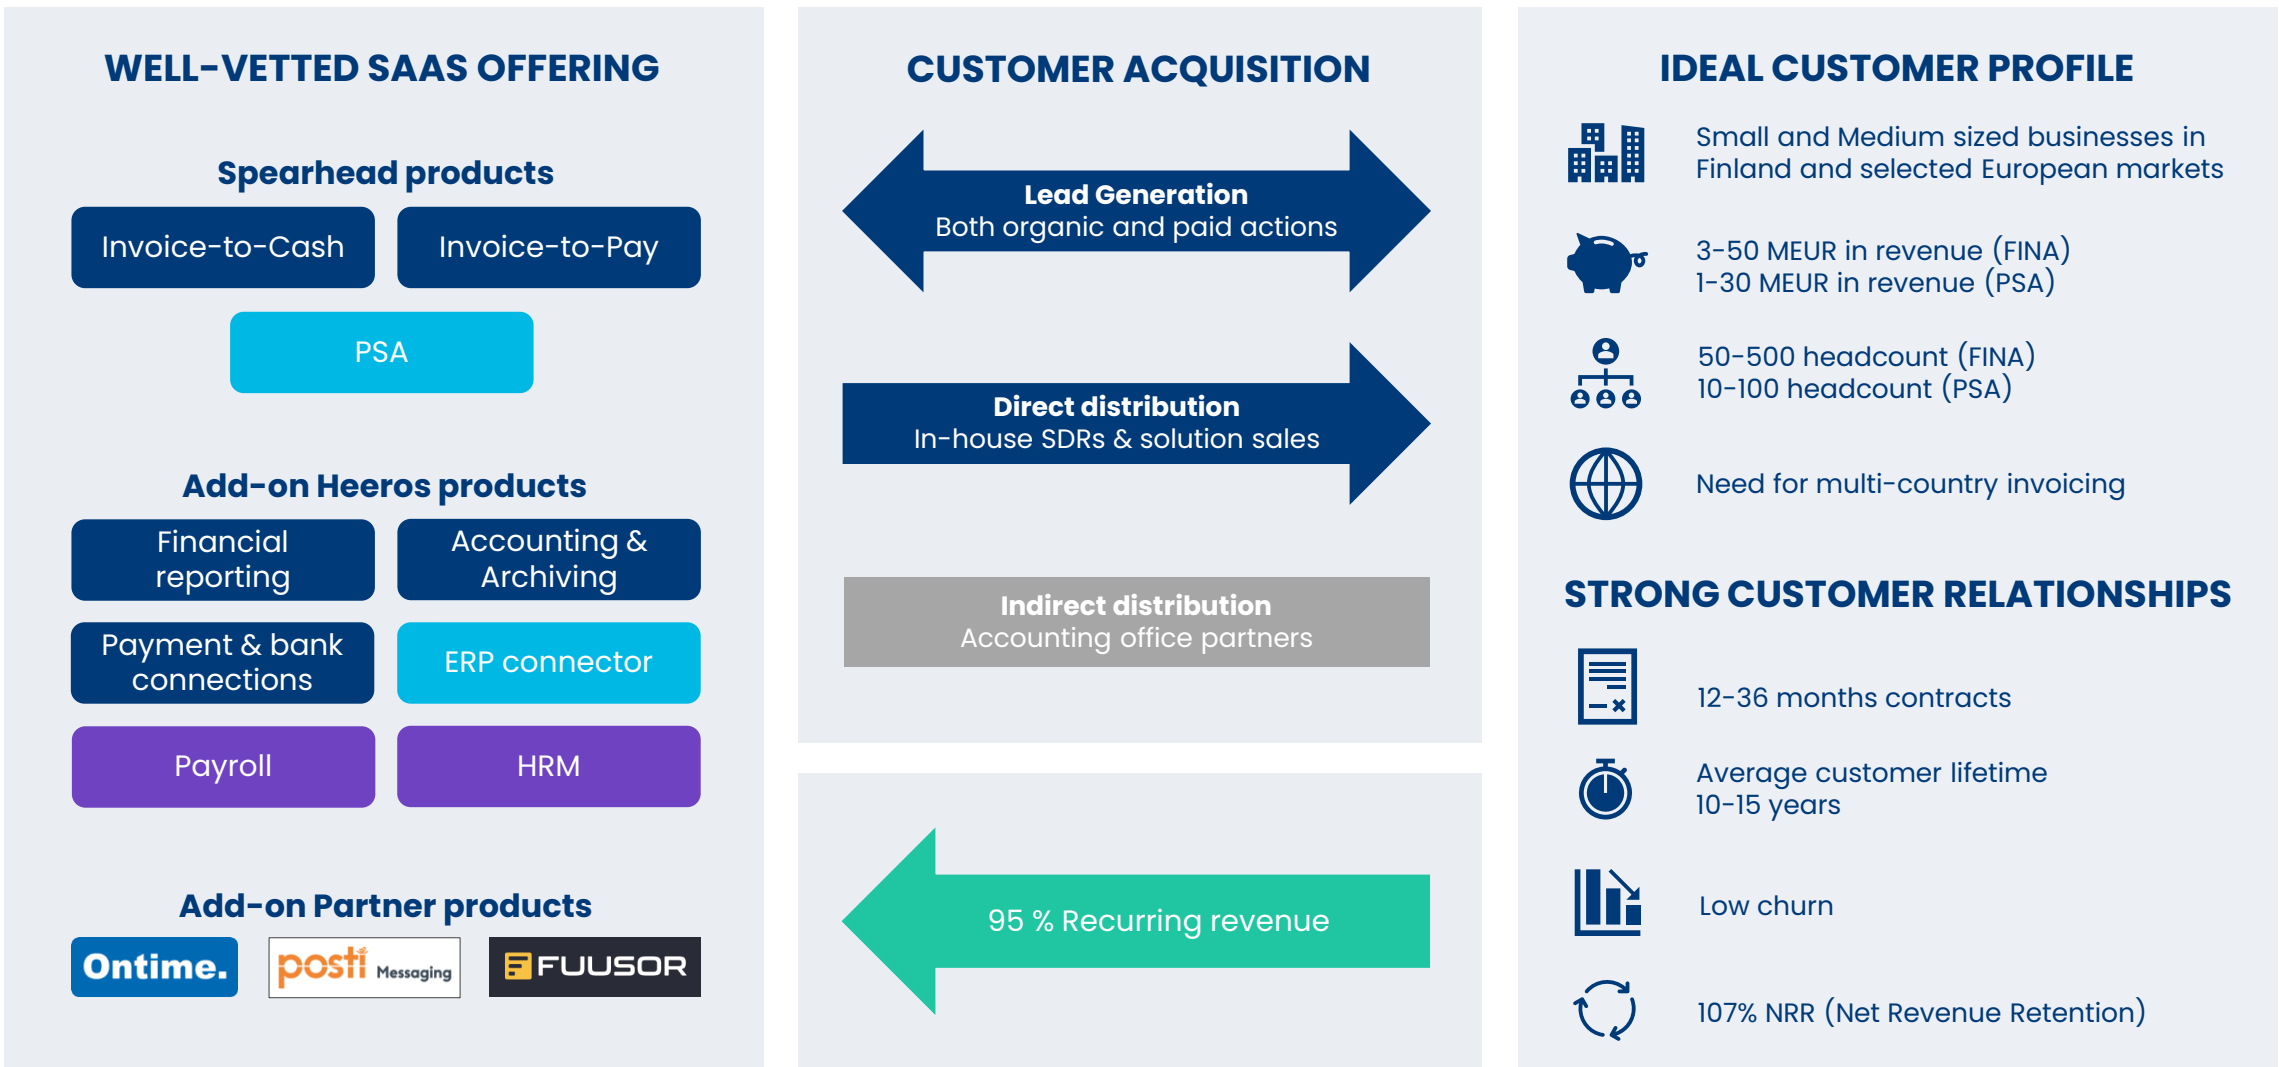 WELL-VETTED SAAS OFFERING
Spearhead products
Invoice-to-Cash
Invoice-to-Pay
PSA
Add-on Heeros products
Financial
reporting
Accounting &
Archiving
Payment & bank
connections
ERP connector
Payroll
HRM
Add-on Partner products
Ontime.
posti Messaging
FUUSOR
CUSTOMER ACQUISITION
Lead Generation
Both organic and paid actions
Direct distribution
In-house SDRs & solution sales
Indirect distribution
Accounting office partners
95 % Recurring revenue
IDEAL CUSTOMER PROFILE
Small and Medium sized businesses in
Finland and selected European markets
3-50 MEUR in revenue (FINA)
1-30 MEUR in revenue (PSA)
50-500 headcount (FINA)
10-100 headcount (PSA)
Need for multi-country invoicing
STRONG CUSTOMER RELATIONSHIPS
12-36 months contracts
Average customer lifetime
10-15 years
Low churn
107% NRR (Net Revenue Retention)